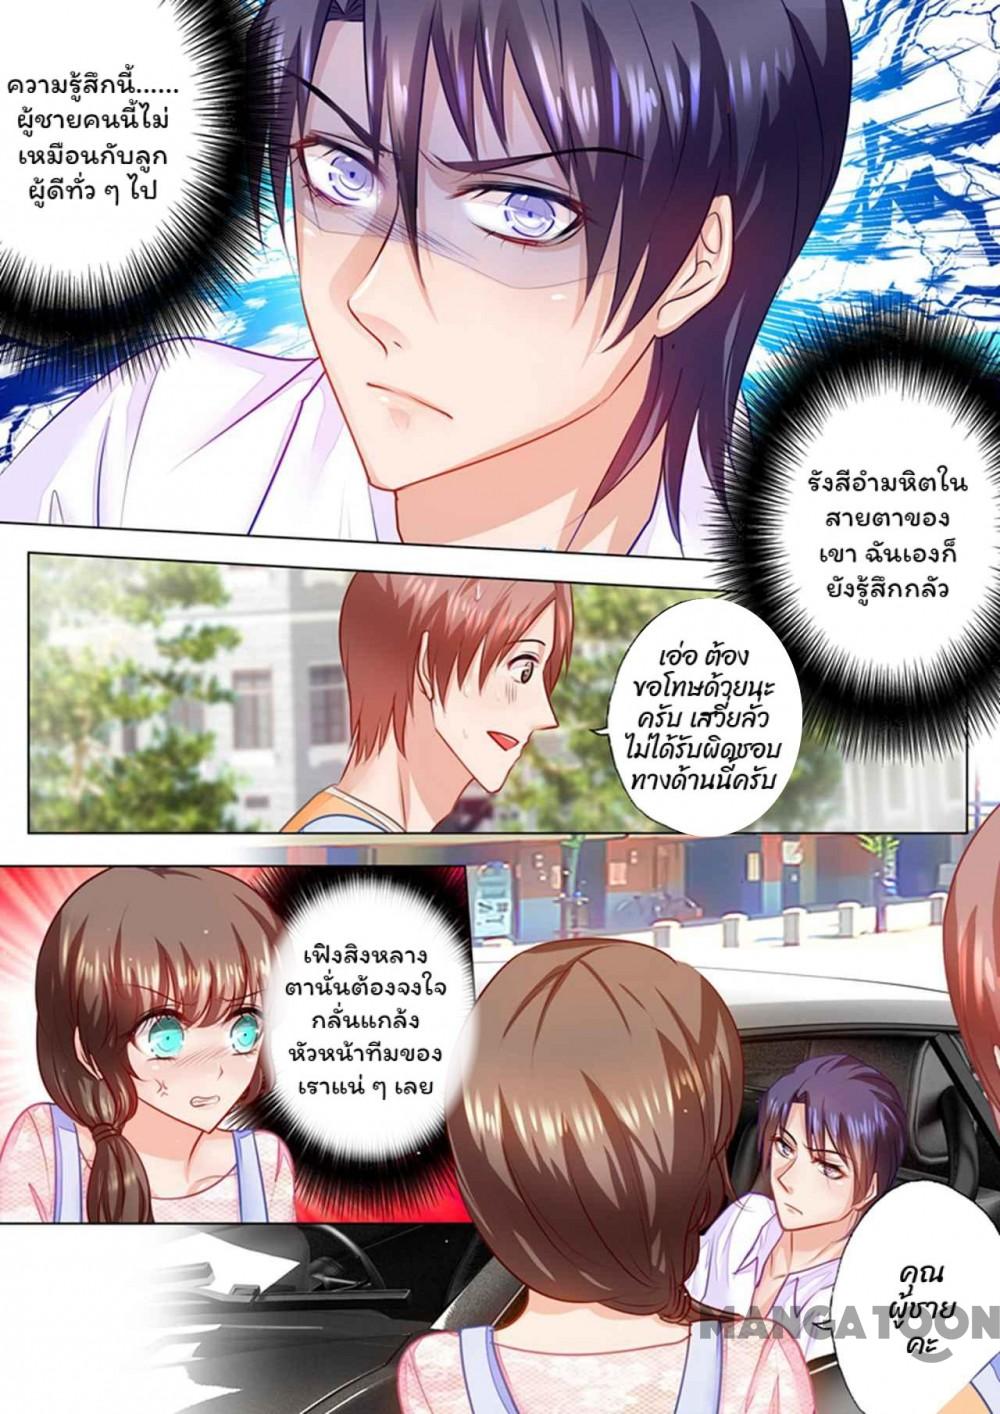 ความรู้สึกนี้......
ผู้ชายคนนี้ไม่
เหมือนกับลูก
ผู้ดีทั่ว ๆ ไป
รังสีอำมหิตใน
สายตาของ
เขา ฉันเองก็
ยังรู้สึกกลัว
เอ่อ ต้อง
ขอโทษด้วยนะ
ครับ เสวียลั่ว
ไม่ได้รับผิดชอบ
ทางด้านนี้ครับ
เฟิงสิงหลาง
ตานั่นต้องจงใจ
กลั่นแกล้ง
หัวหน้าทีมของ
เราแน่ ๆ เลย
คุณ
ผู้ชาย
คะ
MANGATOON